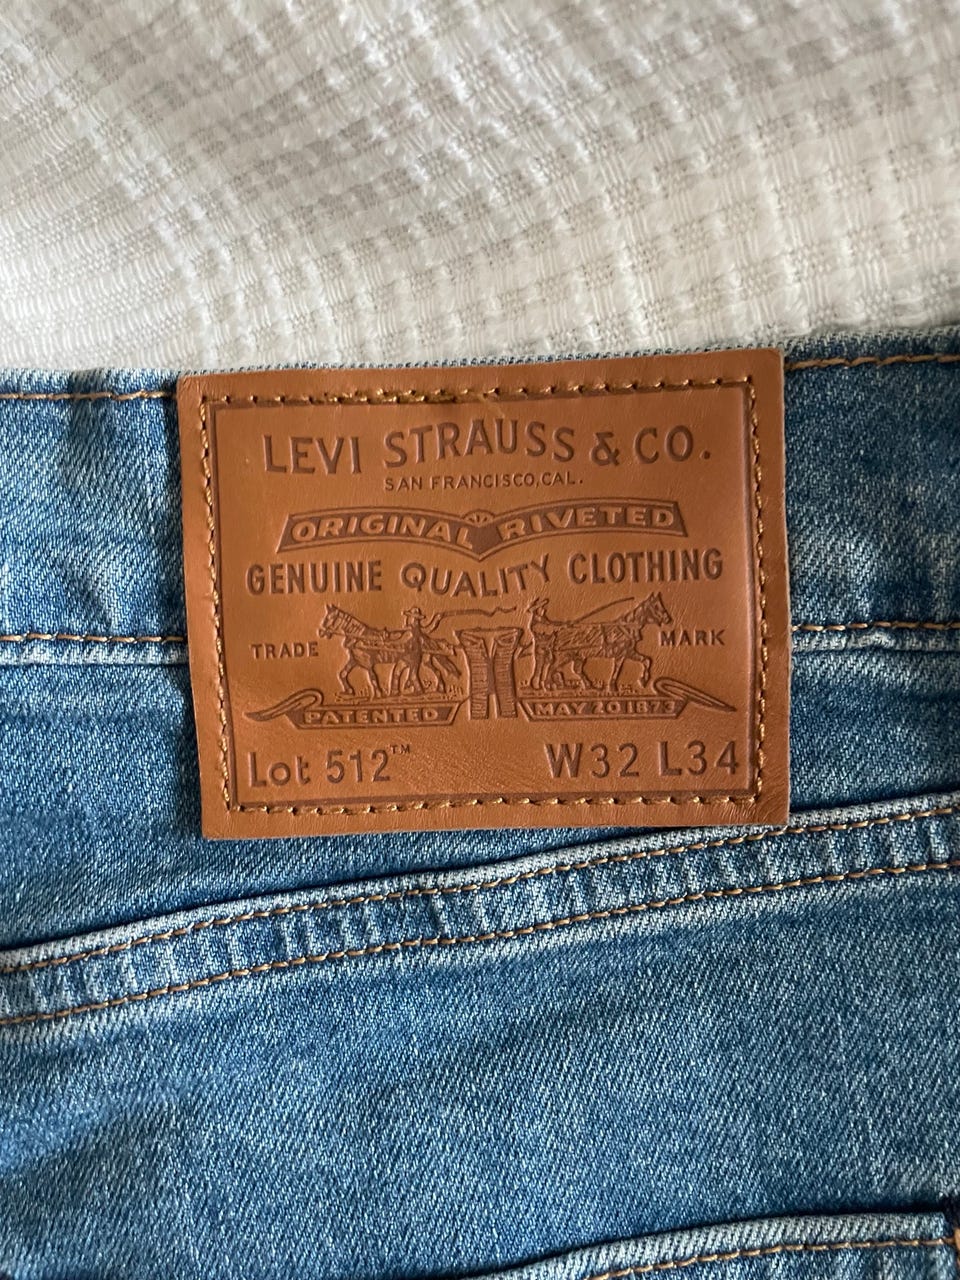 LEVI STRAUSS & CO.
SAN FRANCISCO, CAL.
ORIGINAL RIVETED
GENUINE QUALITY CLOTHING
TRADE MARK
PATENTED MAY 20 1873
Lot 512™ W32 L34